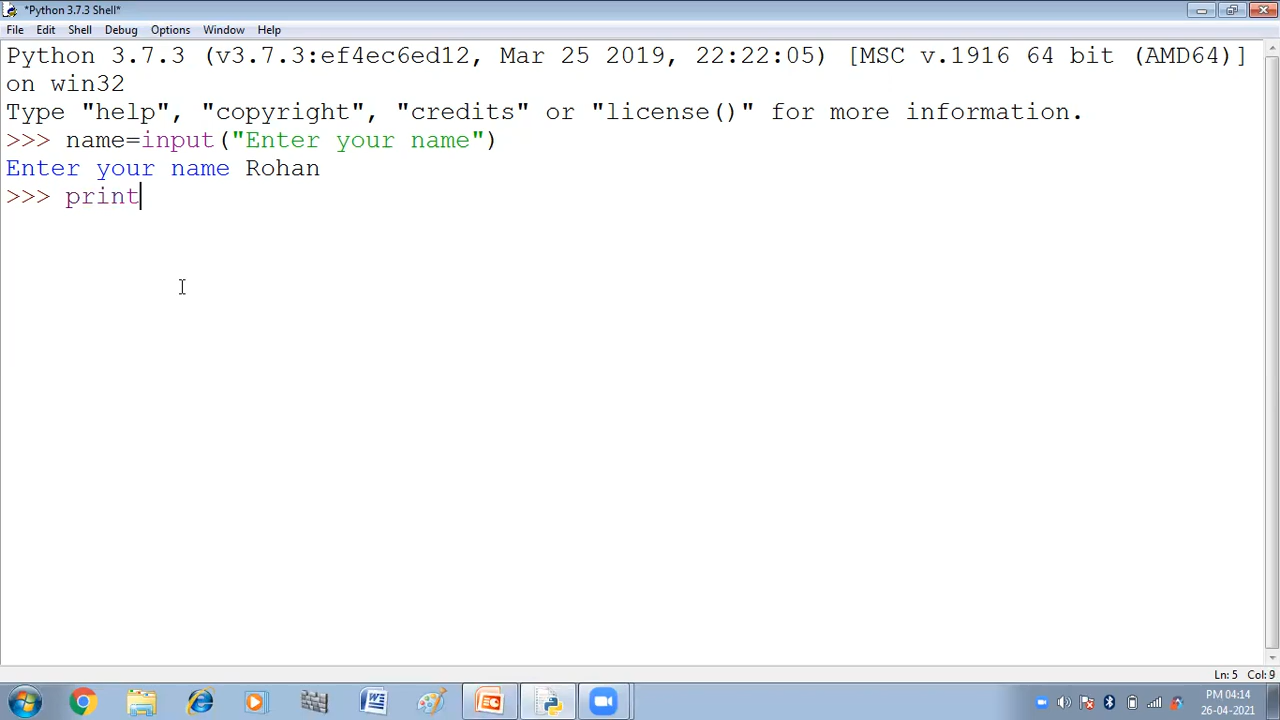 *Python 3.7.3 Shell*
File Edit Shell Debug Options Window Help
Python 3.7.3 (v3.7.3:ef4ec6ed12, Mar 25 2019, 22:22:05) [MSC v.1916 64 bit (AMD64)]
on win32
Type "help", "copyright", "credits" or "license()" for more information.
>>> name=input("Enter your name")
Enter your name Rohan
>>> print
Ln: 5 Col: 9
PM 04:14
26-04-2021